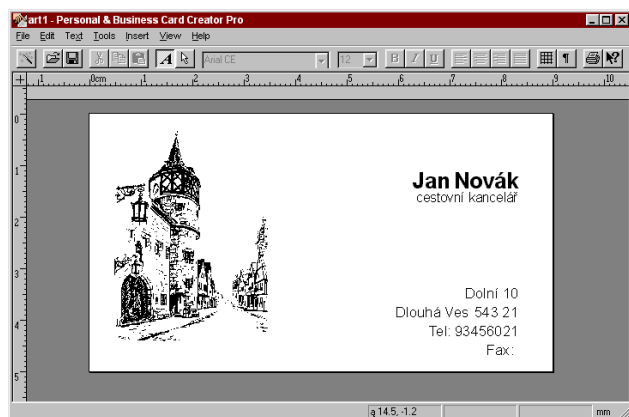 art1 - Personal & Business Card Creator Pro
File Edit Text Tools Insert View Help
A Arial CE 12 B I U ¶
1 0cm 1 2 3 4 5 6 7 8 9 10
0
1
2
3
4
5
Jan Novák
cestovní kancelář
Dolní 10
Dlouhá Ves 543 21
Tel: 93456021
Fax:
q 14.5, -1.2 mm